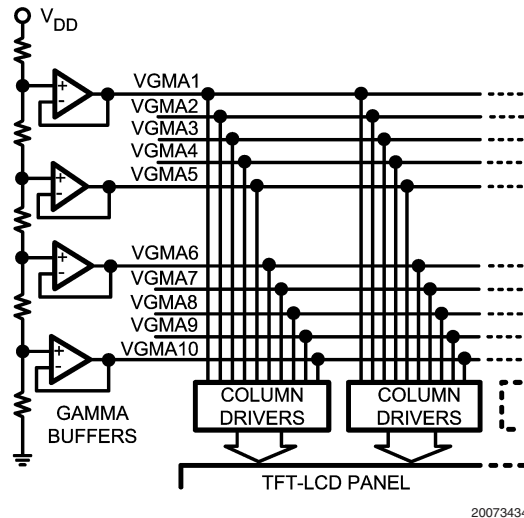 VDD
VGMA1
VGMA2
VGMA3
VGMA4
VGMA5
VGMA6
VGMA7
VGMA8
VGMA9
VGMA10
+
-
+
-
+
-
+
-
GAMMA
BUFFERS
COLUMN
DRIVERS
COLUMN
DRIVERS
TFT-LCD PANEL
20073434